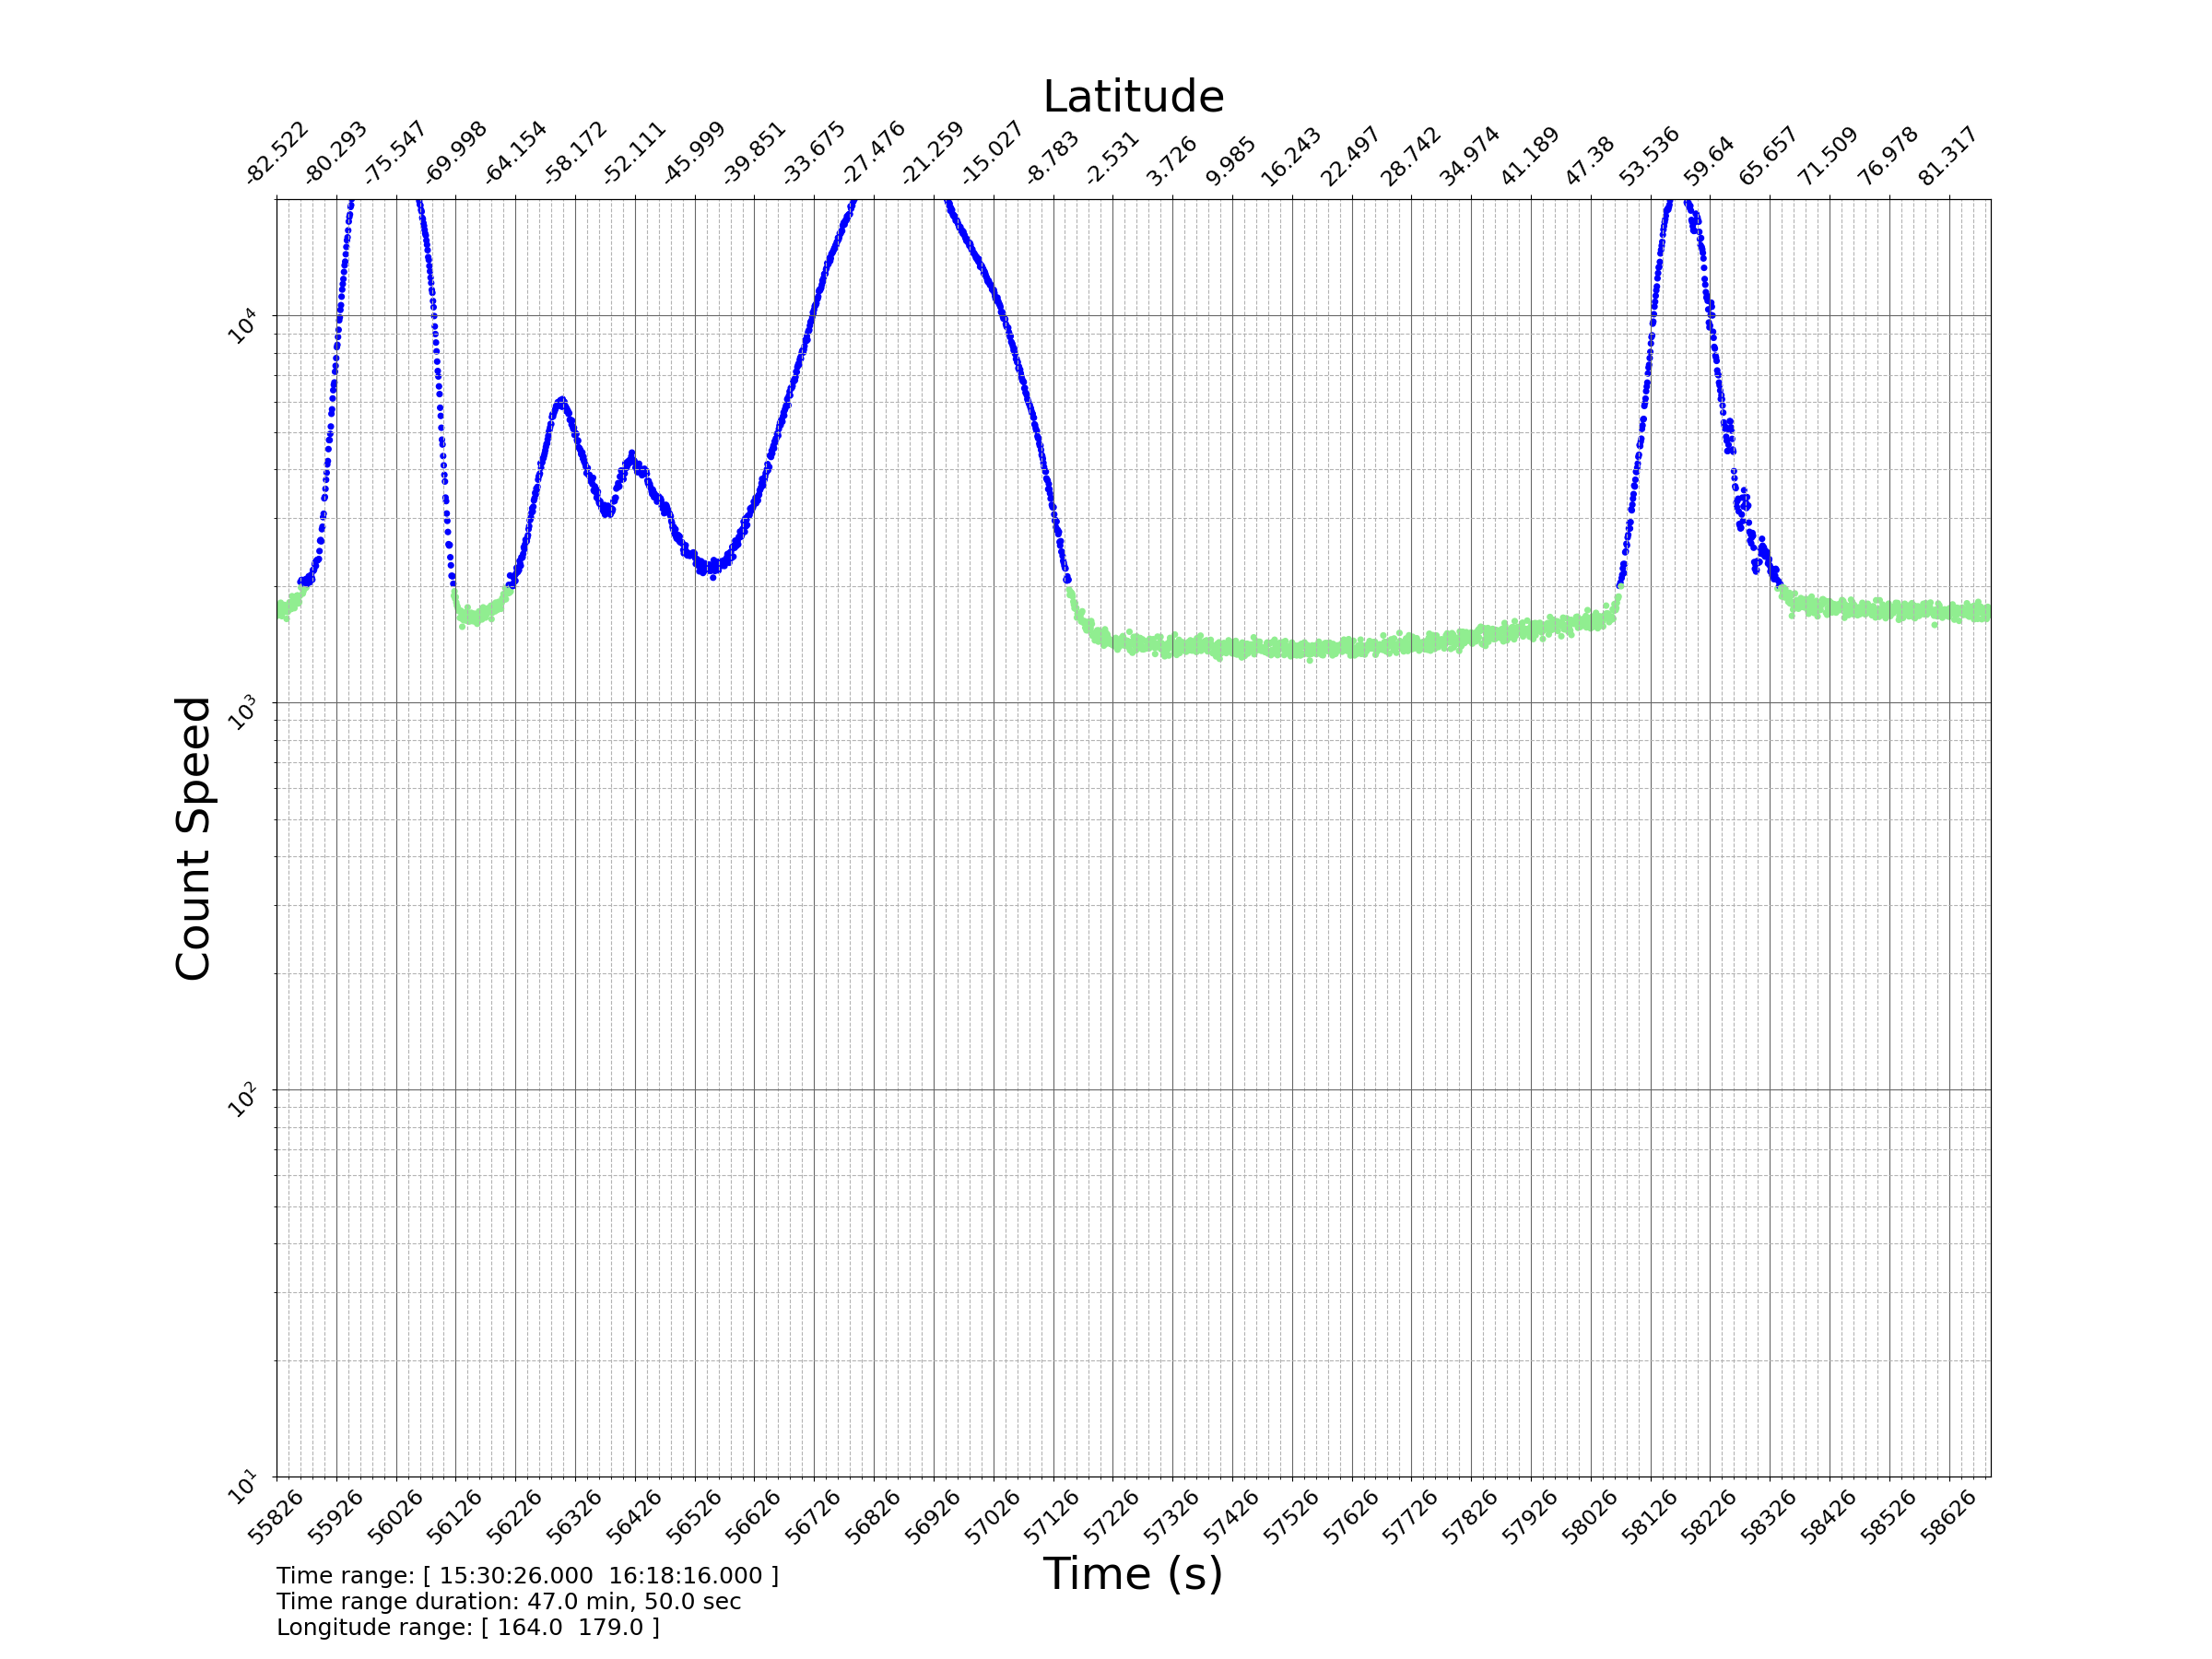 Latitude
-82.522 -80.293 -75.547 -69.998 -64.154 -58.172 -52.111 -45.999 -39.851 -33.675 -27.476 -21.259 -15.027 -8.783 -2.531 3.726 9.985 16.243 22.497 28.742 34.974 41.189 47.38 53.536 59.64 65.657 71.509 76.978 81.317
10⁴
10³
Count Speed
10²
10¹
55826 55926 56026 56126 56226 56326 56426 56526 56626 56726 56826 56926 57026 57126 57226 57326 57426 57526 57626 57726 57826 57926 58026 58126 58226 58326 58426 58526 58626
Time (s)
Time range: [ 15:30:26.000  16:18:16.000 ]
Time range duration: 47.0 min, 50.0 sec
Longitude range: [ 164.0  179.0 ]